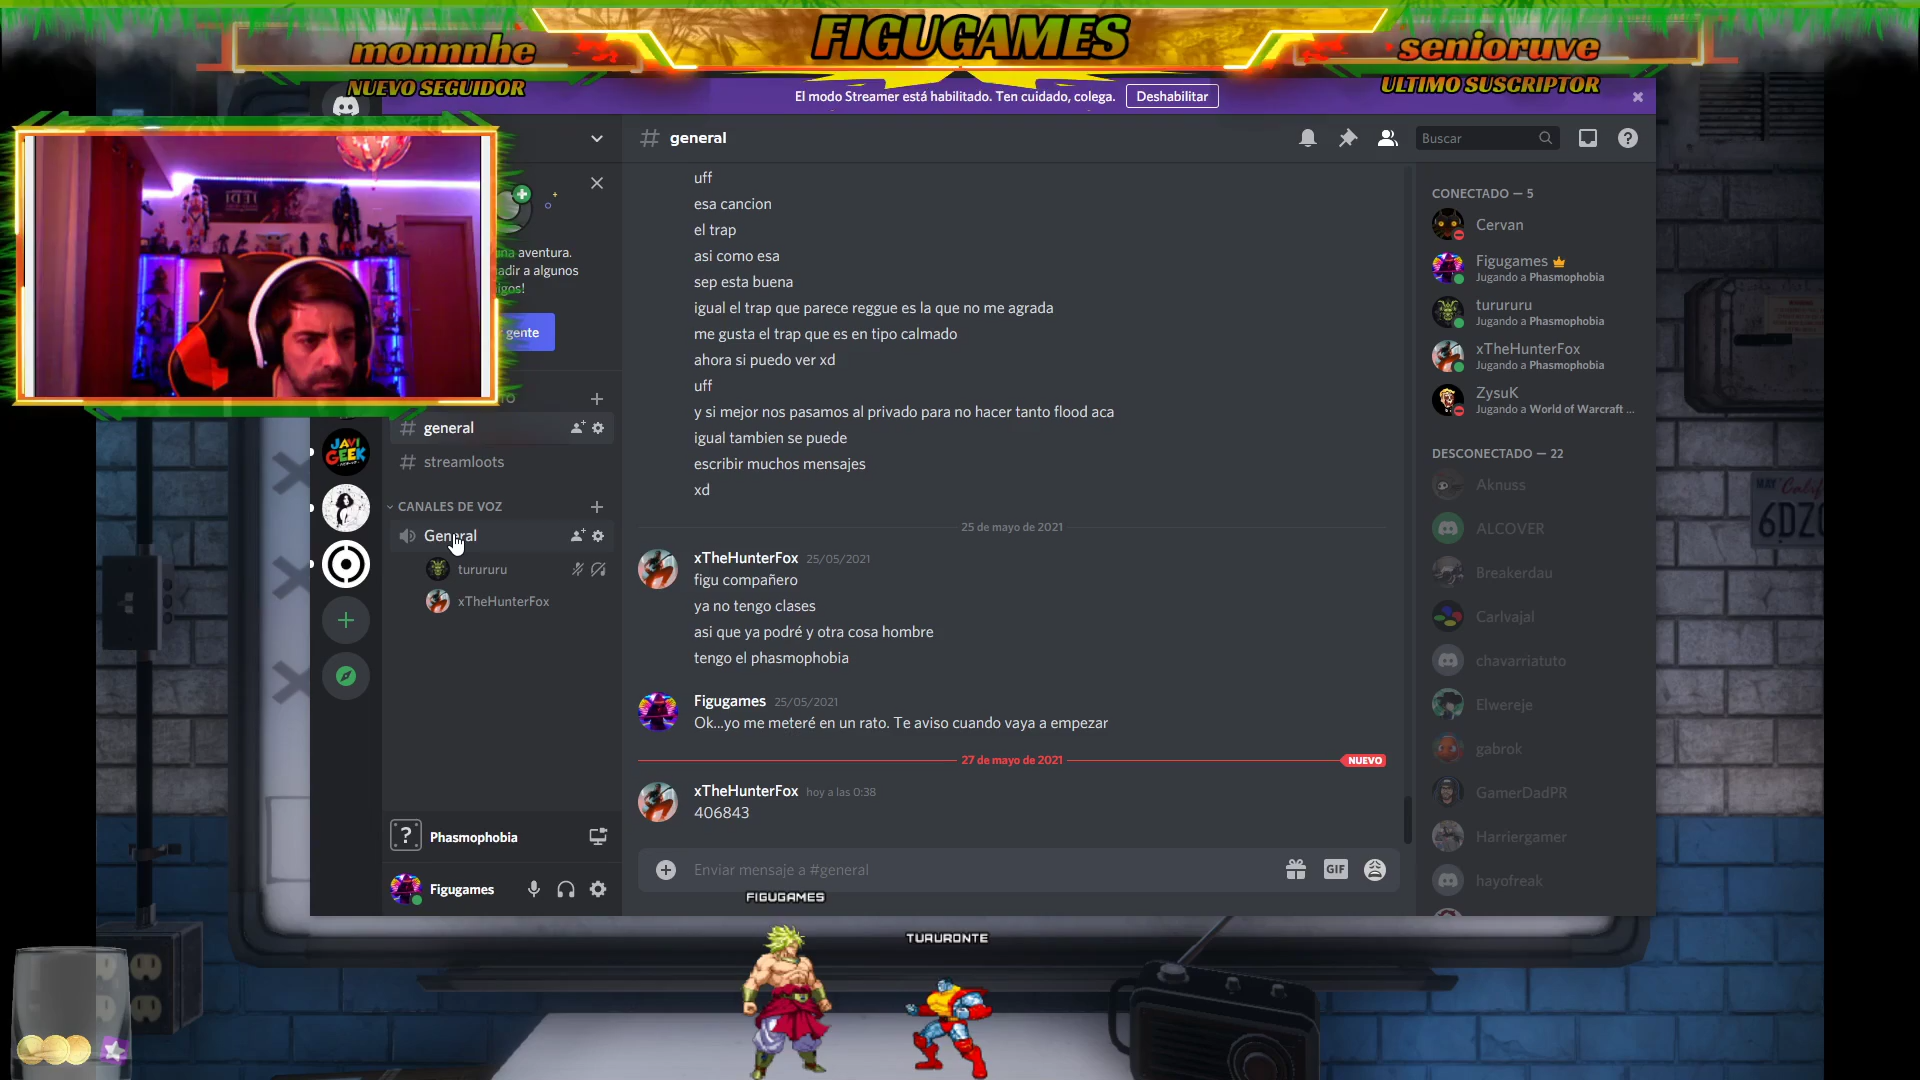 monnnhe
NUEVO SEGUIDOR
FIGUGAMES
senioruve
ULTIMO SUSCRIPTOR
El modo Streamer está habilitado. Ten cuidado, colega.
Deshabilitar
JEDI
una aventura.
adir a algunos
igos!
gente
TO
# general
# streamloots
CANALES DE VOZ
General
turururu
xTheHunterFox
JAVI
GEEK
Phasmophobia
Figugames
# general
Buscar
uff
esa cancion
el trap
asi como esa
sep esta buena
igual el trap que parece reggue es la que no me agrada
me gusta el trap que es en tipo calmado
ahora si puedo ver xd
uff
y si mejor nos pasamos al privado para no hacer tanto flood aca
igual tambien se puede
escribir muchos mensajes
xd
25 de mayo de 2021
xTheHunterFox 25/05/2021
figu compañero
ya no tengo clases
asi que ya podré y otra cosa hombre
tengo el phasmophobia
Figugames 25/05/2021
Ok...yo me meteré en un rato. Te aviso cuando vaya a empezar
27 de mayo de 2021
NUEVO
xTheHunterFox hoy a las 0:38
406843
Enviar mensaje a #general
GIF
CONECTADO — 5
Cervan
Figugames
Jugando a Phasmophobia
turururu
Jugando a Phasmophobia
xTheHunterFox
Jugando a Phasmophobia
ZysuK
Jugando a World of Warcraft ...
DESCONECTADO — 22
Aknuss
ALCOVER
Breakerdau
Carlvajal
chavarriatuto
Elwereje
gabrok
GamerDadPR
Harriergamer
hayofreak
FIGUGAMES
TURURONTE